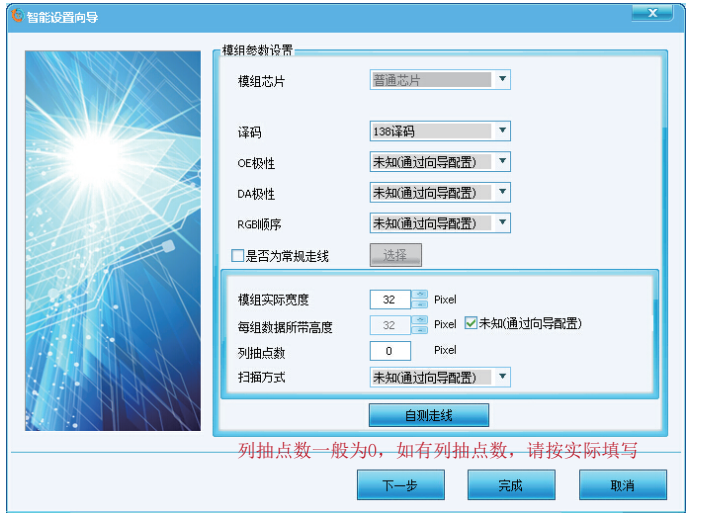 智能设置向导
模组参数设置
模组芯片 普通芯片
译码 138译码
OE极性 未知(通过向导配置)
DA极性 未知(通过向导配置)
RGB顺序 未知(通过向导配置)
是否为常规走线 选择
模组实际宽度 32 Pixel
每组数据所带高度 32 Pixel 未知(通过向导配置)
列抽点数 0 Pixel
扫描方式 未知(通过向导配置)
自测走线
列抽点数一般为0，如有列抽点数，请按实际填写
下一步 完成 取消